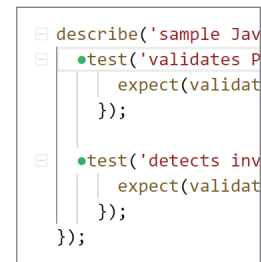 describe('sample Jav
test('validates P
expect(validat
});
test('detects inv
expect(validat
});
});